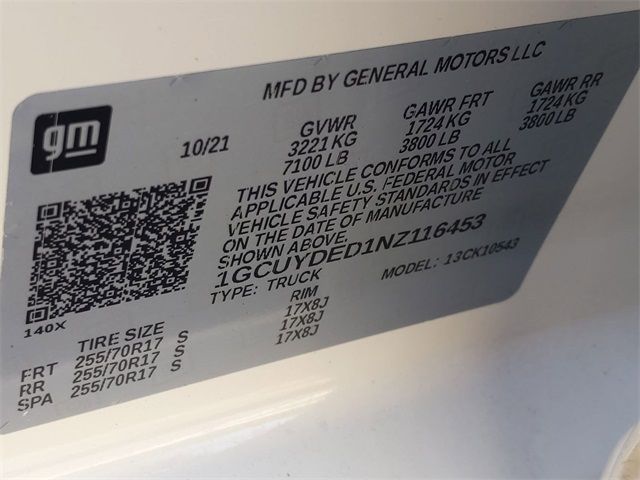 MFD BY GENERAL MOTORS LLC
gm
10/21
GVWR GAWR FRT GAWR RR
3221 KG 1724 KG 1724 KG
7100 LB 3800 LB 3800 LB
THIS VEHICLE CONFORMS TO ALL
APPLICABLE U.S. FEDERAL MOTOR
VEHICLE SAFETY STANDARDS IN EFFECT
ON THE DATE OF MANUFACTURE
SHOWN ABOVE.
1GCUYDED1NZ116453
TYPE: TRUCK MODEL: 13CK10543
140X
TIRE SIZE RIM
FRT 255/70R17 S 17X8J
RR 255/70R17 S 17X8J
SPA 255/70R17 S 17X8J